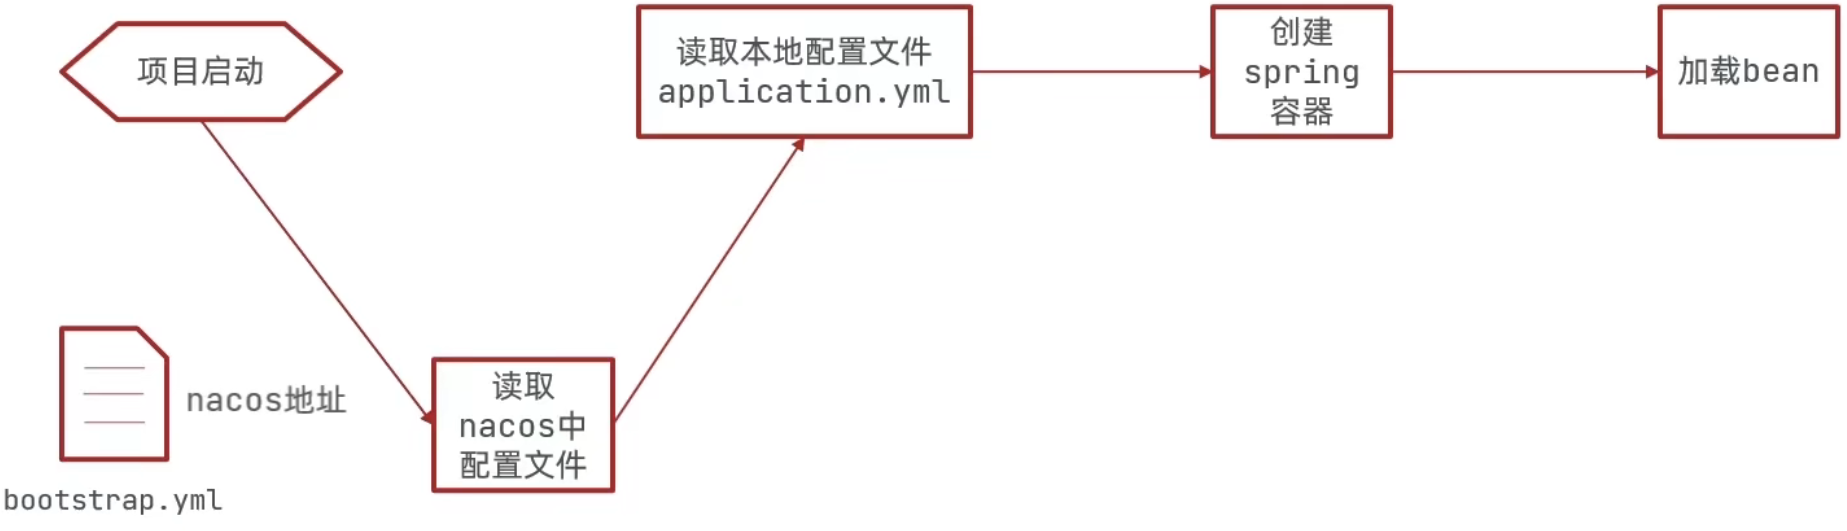 项目启动
读取本地配置文件
application.yml
创建
spring
容器
加载bean
nacos地址
bootstrap.yml
读取
nacos中
配置文件